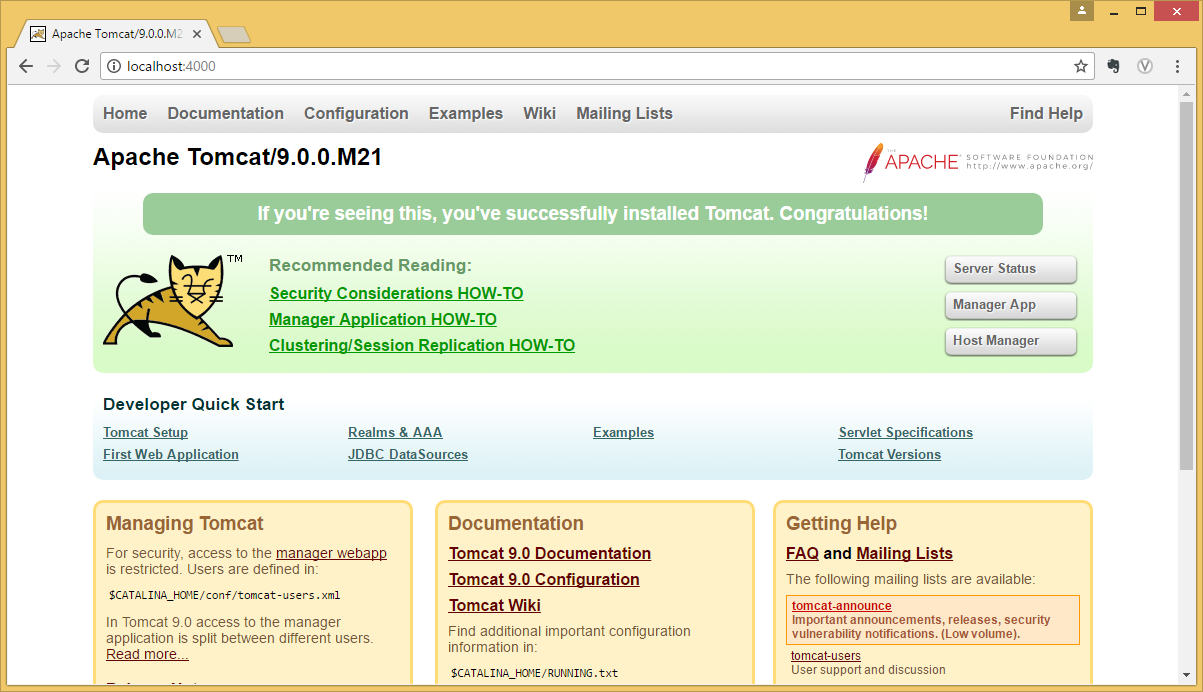 Apache Tomcat/9.0.0.M2
localhost:4000
Home Documentation Configuration Examples Wiki Mailing Lists Find Help
Apache Tomcat/9.0.0.M21
THE APACHE SOFTWARE FOUNDATION
http://www.apache.org/
If you're seeing this, you've successfully installed Tomcat. Congratulations!
TM
Recommended Reading:
Security Considerations HOW-TO
Manager Application HOW-TO
Clustering/Session Replication HOW-TO
Server Status
Manager App
Host Manager
Developer Quick Start
Tomcat Setup
First Web Application
Realms & AAA
JDBC DataSources
Examples
Servlet Specifications
Tomcat Versions
Managing Tomcat
For security, access to the manager webapp
is restricted. Users are defined in:
$CATALINA_HOME/conf/tomcat-users.xml
In Tomcat 9.0 access to the manager
application is split between different users.
Read more...
Documentation
Tomcat 9.0 Documentation
Tomcat 9.0 Configuration
Tomcat Wiki
Find additional important configuration
information in:
$CATALINA_HOME/RUNNING.txt
Getting Help
FAQ and Mailing Lists
The following mailing lists are available:
tomcat-announce
Important announcements, releases, security
vulnerability notifications. (Low volume).
tomcat-users
User support and discussion